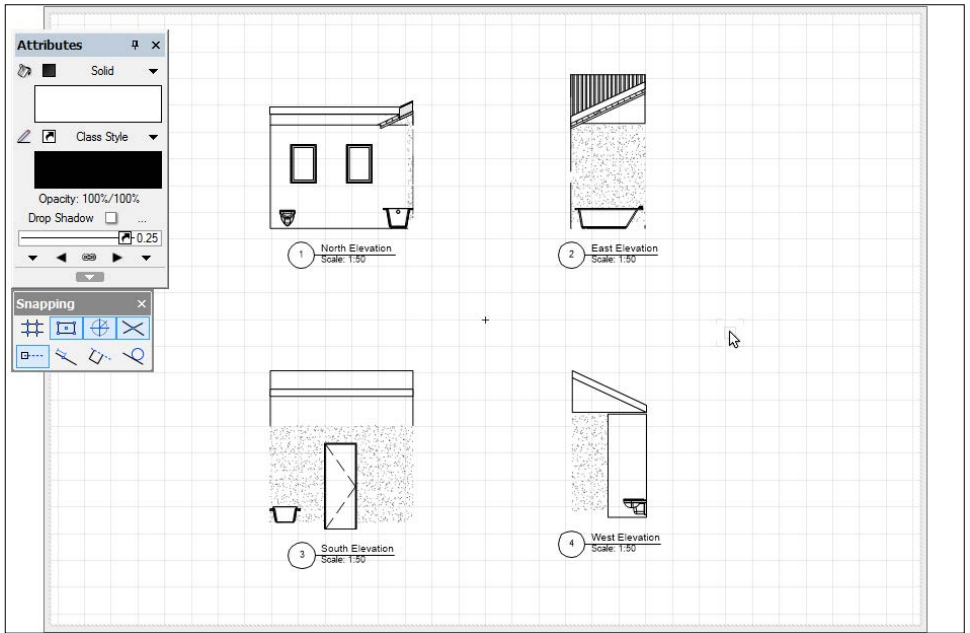 Attributes
Solid
Class Style
Opacity: 100%/100%
Drop Shadow ...
0.25
Snapping
1 North Elevation
Scale: 1:50
2 East Elevation
Scale: 1:50
3 South Elevation
Scale: 1:50
4 West Elevation
Scale: 1:50